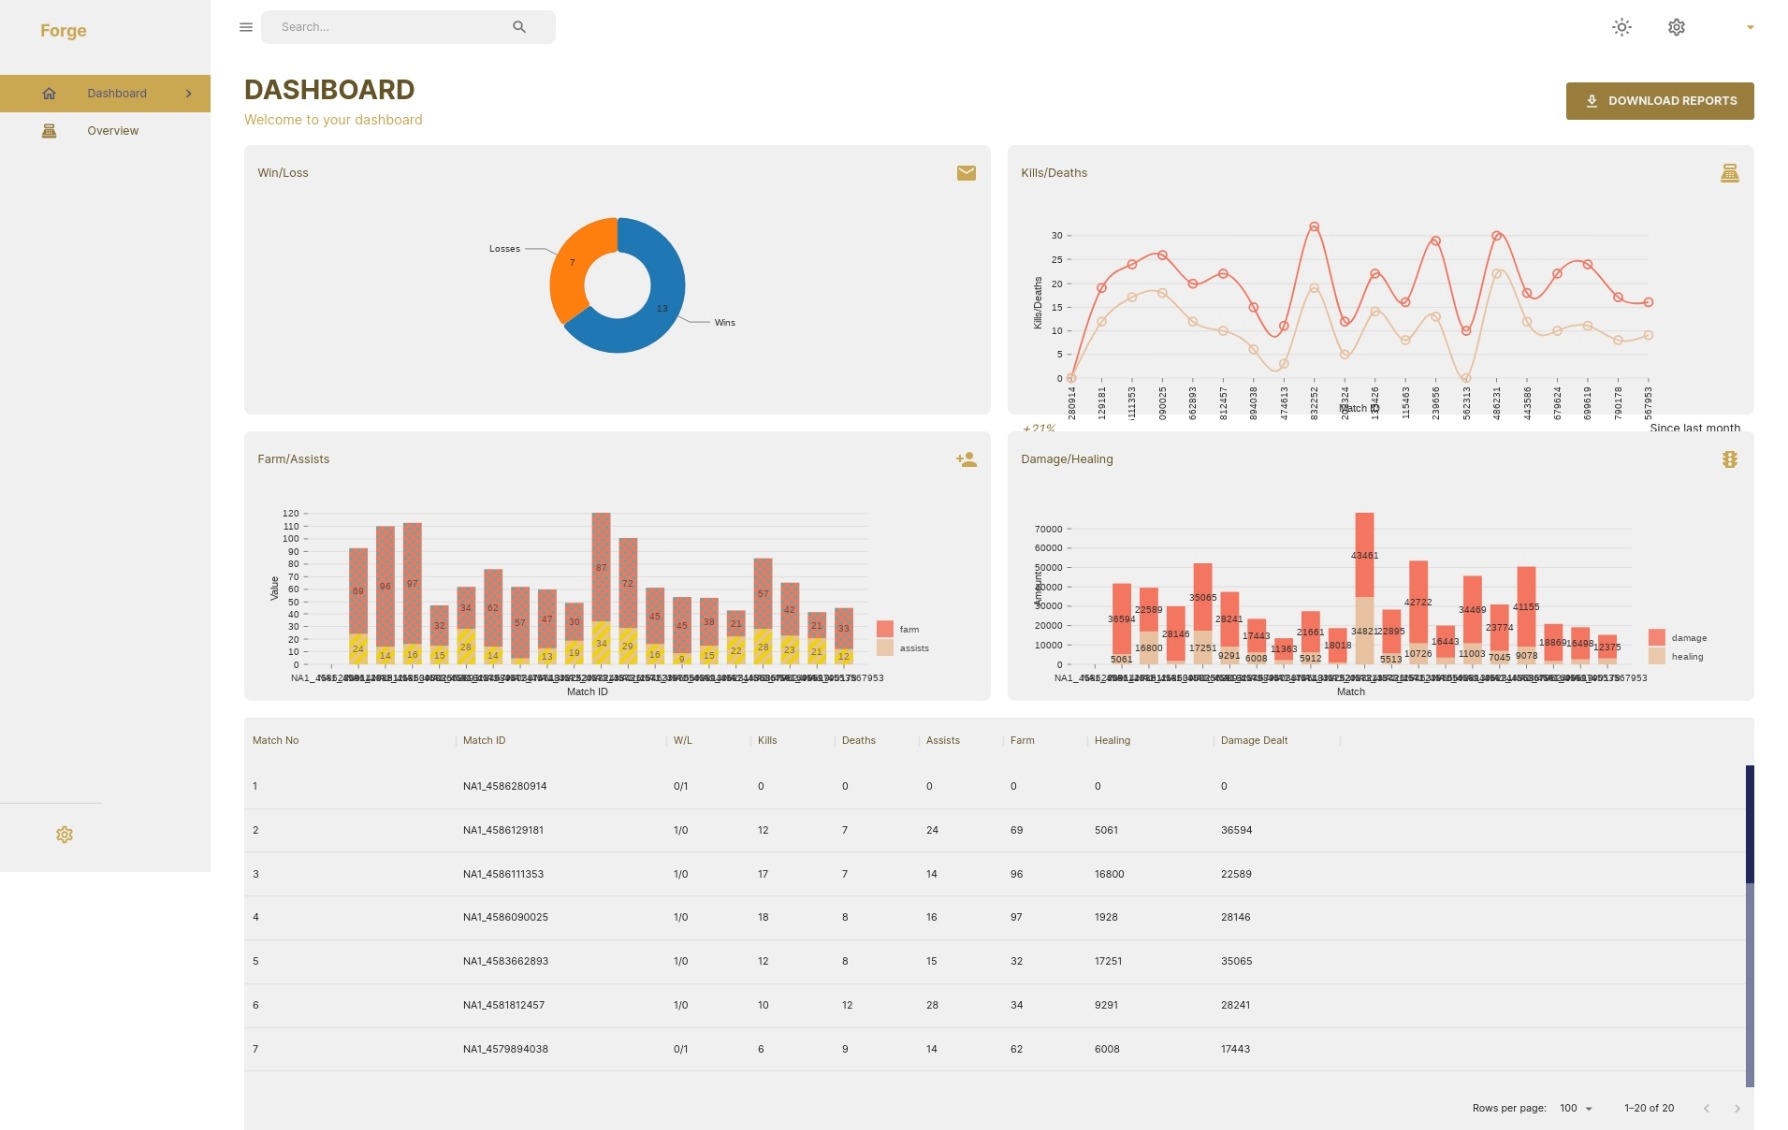 Forge
Search...
Dashboard
Overview
DASHBOARD
Welcome to your dashboard
DOWNLOAD REPORTS
Win/Loss
Losses
7
13
Wins
Kills/Deaths
Kills/Deaths
30
25
20
15
10
5
0
280914
129181
111353
090025
662893
812457
894038
474613
832252
115463
239656
562313
486231
443586
679624
699619
790178
567953
Match ID
+21%
Since last month
Farm/Assists
Value
120
110
100
90
80
70
60
50
40
30
20
10
0
69 96 97 32 34 62 57 47 30 87 72 45 45 38 21 57 42 21 33
24 14 16 15 28 14 13 19 34 29 16 9 15 22 28 23 21 12
Match ID
farm
assists
Damage/Healing
Amount
70000
60000
50000
40000
30000
20000
10000
0
36594 22589 28146 35065 28241 17443 11363 21661 18018 43461 22895 42722 16443 34469 23774 41155 18869 16498 12375
5061 16800 17251 9291 6008 5912 34821 5513 10726 11003 7045 9078
Match
damage
healing
Match No Match ID W/L Kills Deaths Assists Farm Healing Damage Dealt
1 NA1_4586280914 0/1 0 0 0 0 0 0
2 NA1_4586129181 1/0 12 7 24 69 5061 36594
3 NA1_4586111353 1/0 17 7 14 96 16800 22589
4 NA1_4586090025 1/0 18 8 16 97 1928 28146
5 NA1_4583662893 1/0 12 8 15 32 17251 35065
6 NA1_4581812457 1/0 10 12 28 34 9291 28241
7 NA1_4579894038 0/1 6 9 14 62 6008 17443
Rows per page: 100 1–20 of 20